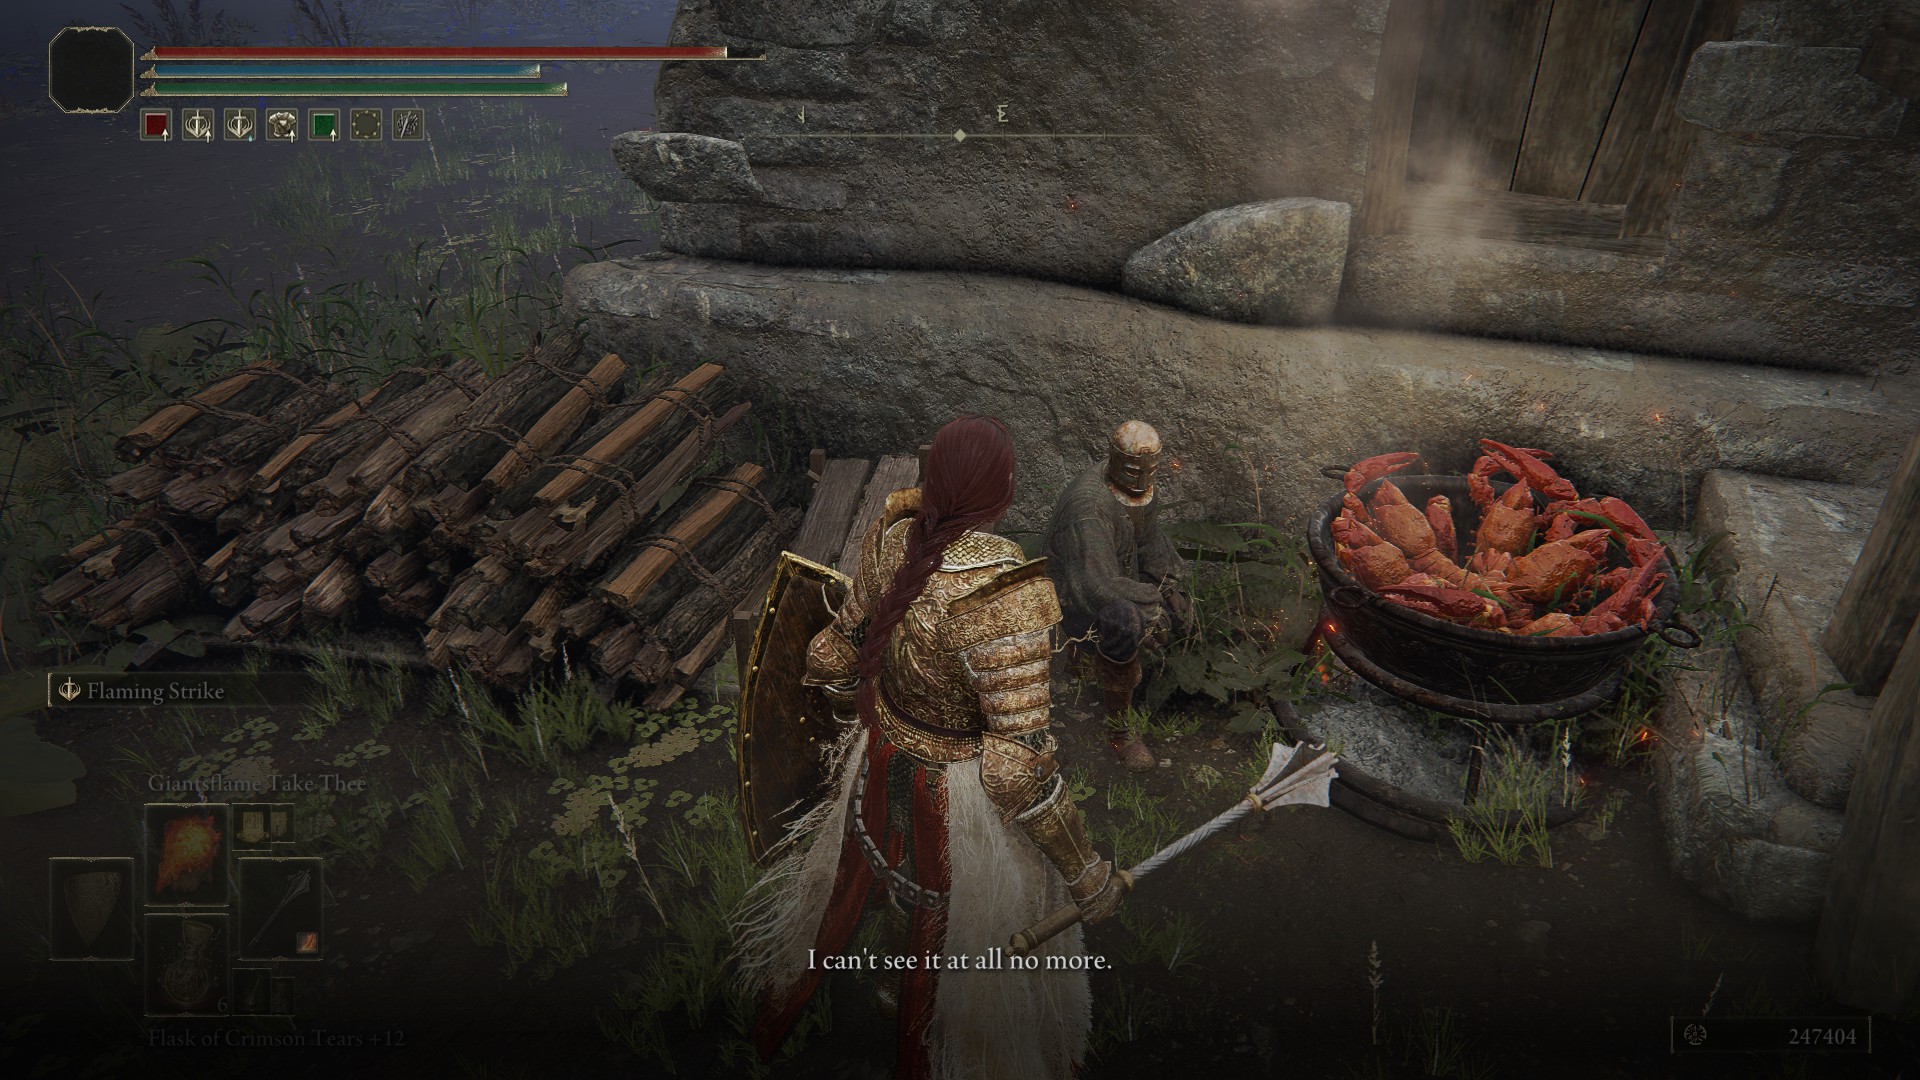 E
Flaming Strike
Giantsflame Take Thee
6
I can't see it at all no more.
Flask of Crimson Tears +12
247404